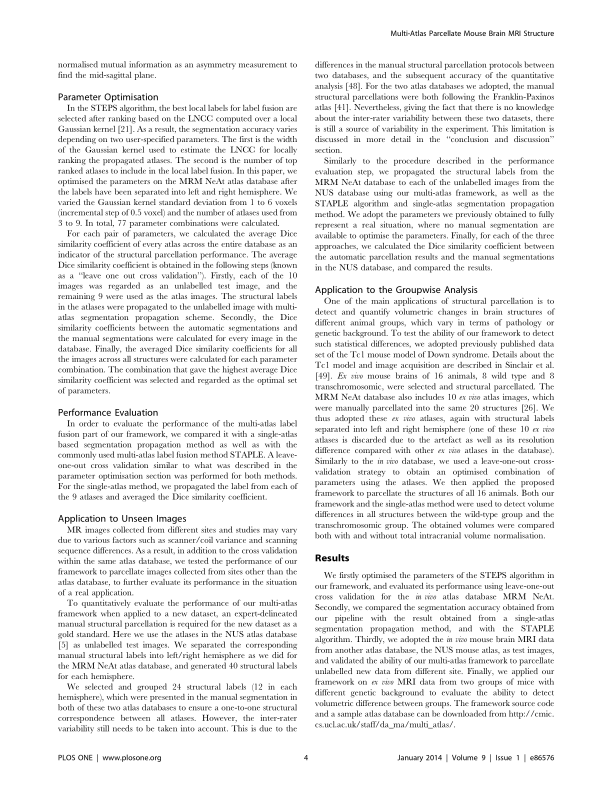 Multi-Atlas Parcellate Mouse Brain MRI Structure
normalised mutual information as an asymmetry measurement to
find the mid-sagittal plane.
Parameter Optimisation
In the STEPS algorithm, the best local labels for label fusion are
selected after ranking based on the LNCC computed over a local
Gaussian kernel [21]. As a result, the segmentation accuracy varies
depending on two user-specified parameters. The first is the width
of the Gaussian kernel used to estimate the LNCC for locally
ranking the propagated atlases. The second is the number of top
ranked atlases to include in the local label fusion. In this paper, we
optimised the parameters on the MRM NeAt atlas database after
the labels have been separated into left and right hemisphere. We
varied the Gaussian kernel standard deviation from 1 to 6 voxels
(incremental step of 0.5 voxel) and the number of atlases used from
3 to 9. In total, 77 parameter combinations were calculated.
For each pair of parameters, we calculated the average Dice
similarity coefficient of every atlas across the entire database as an
indicator of the structural parcellation performance. The average
Dice similarity coefficient is obtained in the following steps (known
as a “leave one out cross validation”). Firstly, each of the 10
images was regarded as an unlabelled test image, and the
remaining 9 were used as the atlas images. The structural labels
in the atlases were propagated to the unlabelled image with multi-
atlas segmentation propagation scheme. Secondly, the Dice
similarity coefficients between the automatic segmentations and
the manual segmentations were calculated for every image in the
database. Finally, the averaged Dice similarity coefficients for all
the images across all structures were calculated for each parameter
combination. The combination that gave the highest average Dice
similarity coefficient was selected and regarded as the optimal set
of parameters.
Performance Evaluation
In order to evaluate the performance of the multi-atlas label
fusion part of our framework, we compared it with a single-atlas
based segmentation propagation method as well as with the
commonly used multi-atlas label fusion method STAPLE. A leave-
one-out cross validation similar to what was described in the
parameter optimisation section was performed for both methods.
For the single-atlas method, we propagated the label from each of
the 9 atlases and averaged the Dice similarity coefficient.
Application to Unseen Images
MR images collected from different sites and studies may vary
due to various factors such as scanner/coil variance and scanning
sequence differences. As a result, in addition to the cross validation
within the same atlas database, we tested the performance of our
framework to parcellate images collected from sites other than the
atlas database, to further evaluate its performance in the situation
of a real application.
To quantitatively evaluate the performance of our multi-atlas
framework when applied to a new dataset, an expert-delineated
manual structural parcellation is required for the new dataset as a
gold standard. Here we use the atlases in the NUS atlas database
[5] as unlabelled test images. We separated the corresponding
manual structural labels into left/right hemisphere as we did for
the MRM NeAt atlas database, and generated 40 structural labels
for each hemisphere.
We selected and grouped 24 structural labels (12 in each
hemisphere), which were presented in the manual segmentation in
both of these two atlas databases to ensure a one-to-one structural
correspondence between all atlases. However, the inter-rater
variability still needs to be taken into account. This is due to the
differences in the manual structural parcellation protocols between
two databases, and the subsequent accuracy of the quantitative
analysis [48]. For the two atlas databases we adopted, the manual
structural parcellations were both following the Franklin-Paxinos
atlas [41]. Nevertheless, giving the fact that there is no knowledge
about the inter-rater variability between these two datasets, there
is still a source of variability in the experiment. This limitation is
discussed in more detail in the “conclusion and discussion”
section.
Similarly to the procedure described in the performance
evaluation step, we propagated the structural labels from the
MRM NeAt database to each of the unlabelled images from the
NUS database using our multi-atlas framework, as well as the
STAPLE algorithm and single-atlas segmentation propagation
method. We adopt the parameters we previously obtained to fully
represent a real situation, where no manual segmentation are
available to optimise the parameters. Finally, for each of the three
approaches, we calculated the Dice similarity coefficient between
the automatic parcellation results and the manual segmentations
in the NUS database, and compared the results.
Application to the Groupwise Analysis
One of the main applications of structural parcellation is to
detect and quantify volumetric changes in brain structures of
different animal groups, which vary in terms of pathology or
genetic background. To test the ability of our framework to detect
such statistical differences, we adopted previously published data
set of the Tc1 mouse model of Down syndrome. Details about the
Tc1 model and image acquisition are described in Sinclair et al.
[49]. Ex vivo mouse brains of 16 animals, 8 wild type and 8
transchromosomic, were selected and structural parcellated. The
MRM NeAt database also includes 10 ex vivo atlas images, which
were manually parcellated into the same 20 structures [26]. We
thus adopted these ex vivo atlases, again with structural labels
separated into left and right hemisphere (one of these 10 ex vivo
atlases is discarded due to the artefact as well as its resolution
difference compared with other ex vivo atlases in the database).
Similarly to the in vivo database, we used a leave-one-out cross-
validation strategy to obtain an optimised combination of
parameters using the atlases. We then applied the proposed
framework to parcellate the structures of all 16 animals. Both our
framework and the single-atlas method were used to detect volume
differences in all structures between the wild-type group and the
transchromosomic group. The obtained volumes were compared
both with and without total intracranial volume normalisation.
Results
We firstly optimised the parameters of the STEPS algorithm in
our framework, and evaluated its performance using leave-one-out
cross validation for the in vivo atlas database MRM NeAt.
Secondly, we compared the segmentation accuracy obtained from
our pipeline with the result obtained from a single-atlas
segmentation propagation method, and with the STAPLE
algorithm. Thirdly, we adopted the in vivo mouse brain MRI data
from another atlas database, the NUS mouse atlas, as test images,
and validated the ability of our multi-atlas framework to parcellate
unlabelled new data from different site. Finally, we applied our
framework on ex vivo MRI data from two groups of mice with
different genetic background to evaluate the ability to detect
volumetric difference between groups. The framework source code
and a sample atlas database can be downloaded from http://cmic.
cs.ucl.ac.uk/staff/da_ma/multi_atlas/.
PLOS ONE | www.plosone.org
4
January 2014 | Volume 9 | Issue 1 | e86576